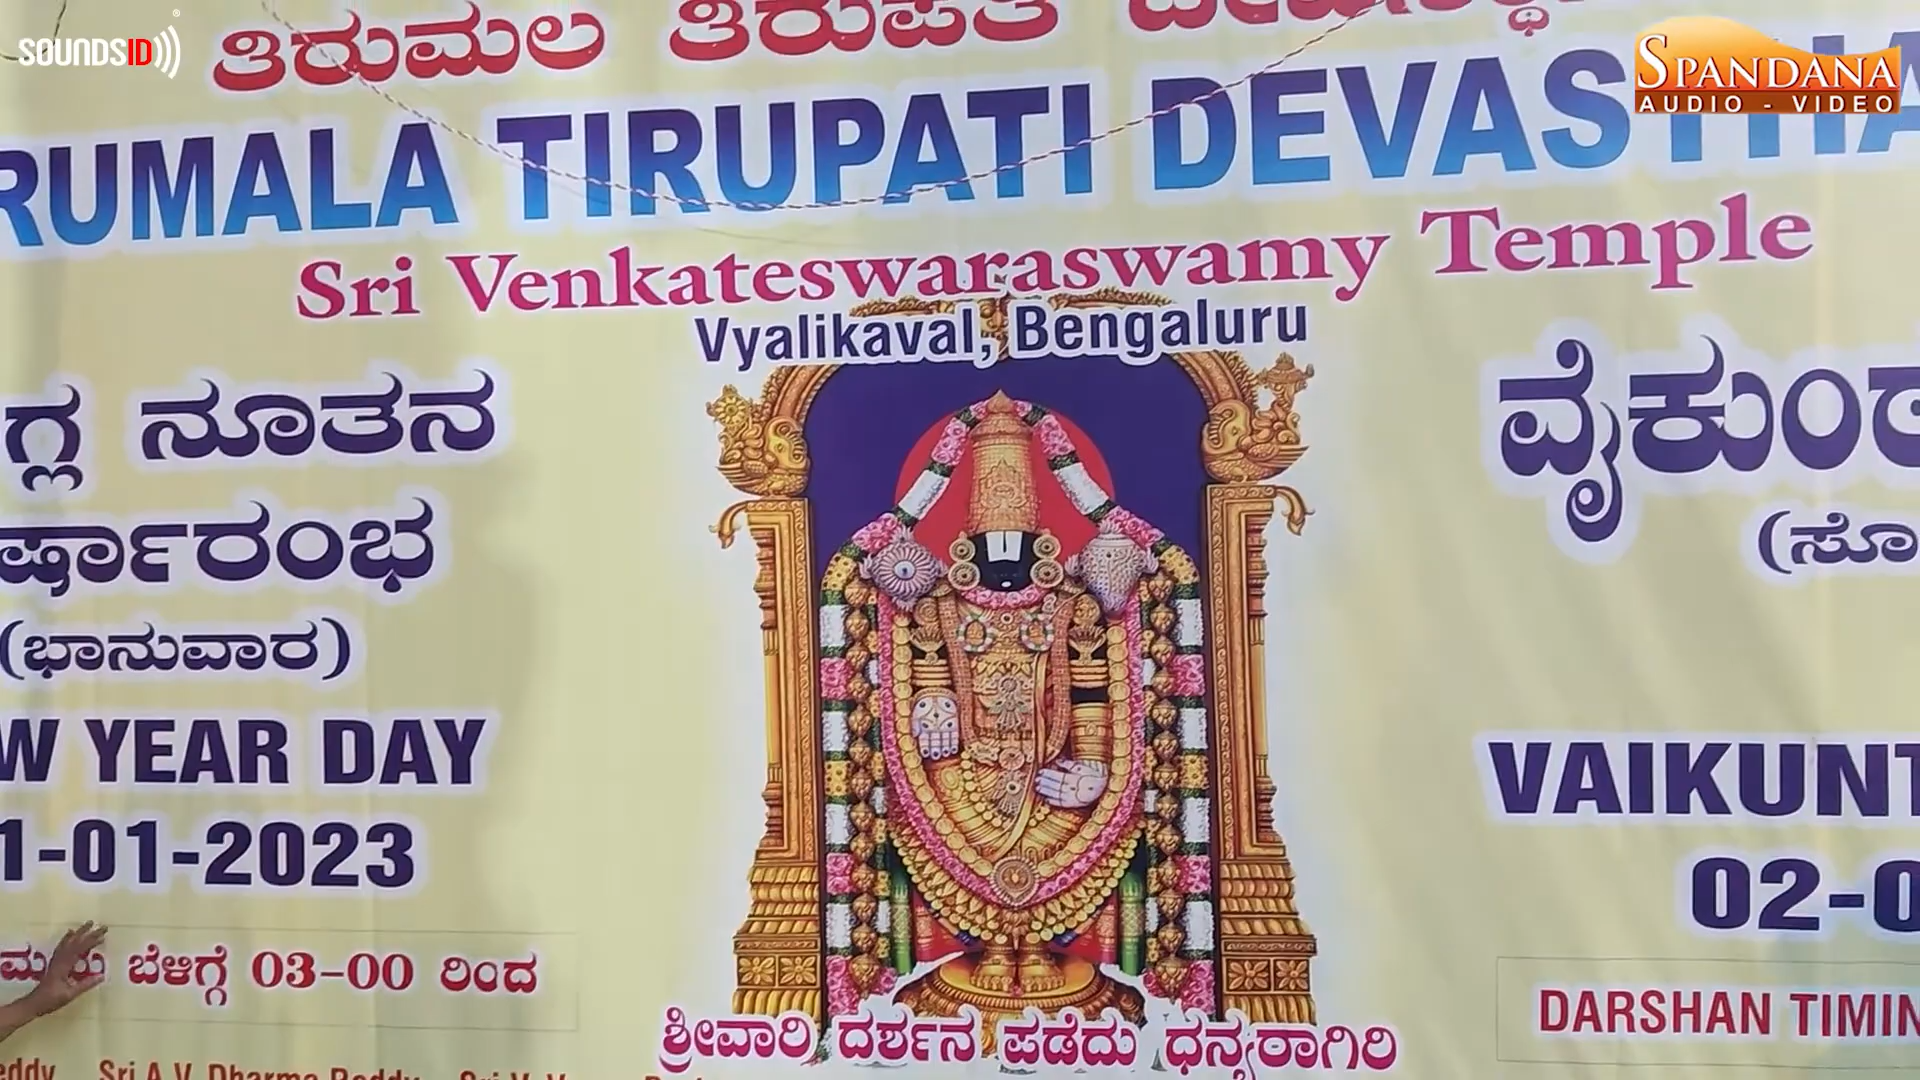 SOUNDSID
SPANDANA
AUDIO - VIDEO
ತಿರುಮಲ ತಿರುಪತಿ
RUMALA TIRUPATI DEVASTHA
Sri Venkateswaraswamy Temple
Vyalikaval, Bengaluru
ಗ್ಲ ನೂತನ
ರ್ಷಾರಂಭ
(ಭಾನುವಾರ)
W YEAR DAY
1-01-2023
ಬೆಳಿಗ್ಗೆ 03-00 ರಿಂದ
ವೈಕುಂಠ
(ಸೋ
VAIKUNT
02-0
DARSHAN TIMIN
ಶ್ರೀವಾರಿ ದರ್ಶನ ಪಡೆದು ಧನ್ಯರಾಗಿರಿ
eddy Sri A.V. Dharma Reddy